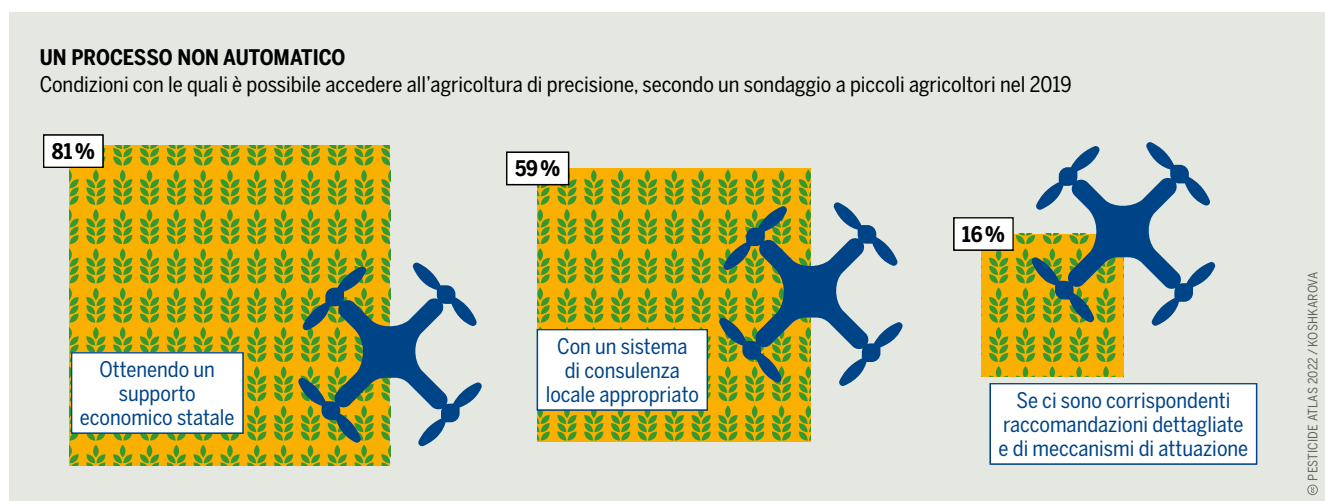 UN PROCESSO NON AUTOMATICO
Condizioni con le quali è possibile accedere all’agricoltura di precisione, secondo un sondaggio a piccoli agricoltori nel 2019
81 %
Ottenendo un
supporto
economico statale
59 %
Con un sistema
di consulenza
locale appropriato
16 %
Se ci sono corrispondenti
raccomandazioni dettagliate
e di meccanismi di attuazione
PESTICIDE ATLAS 2022 / KOSHKAROVA